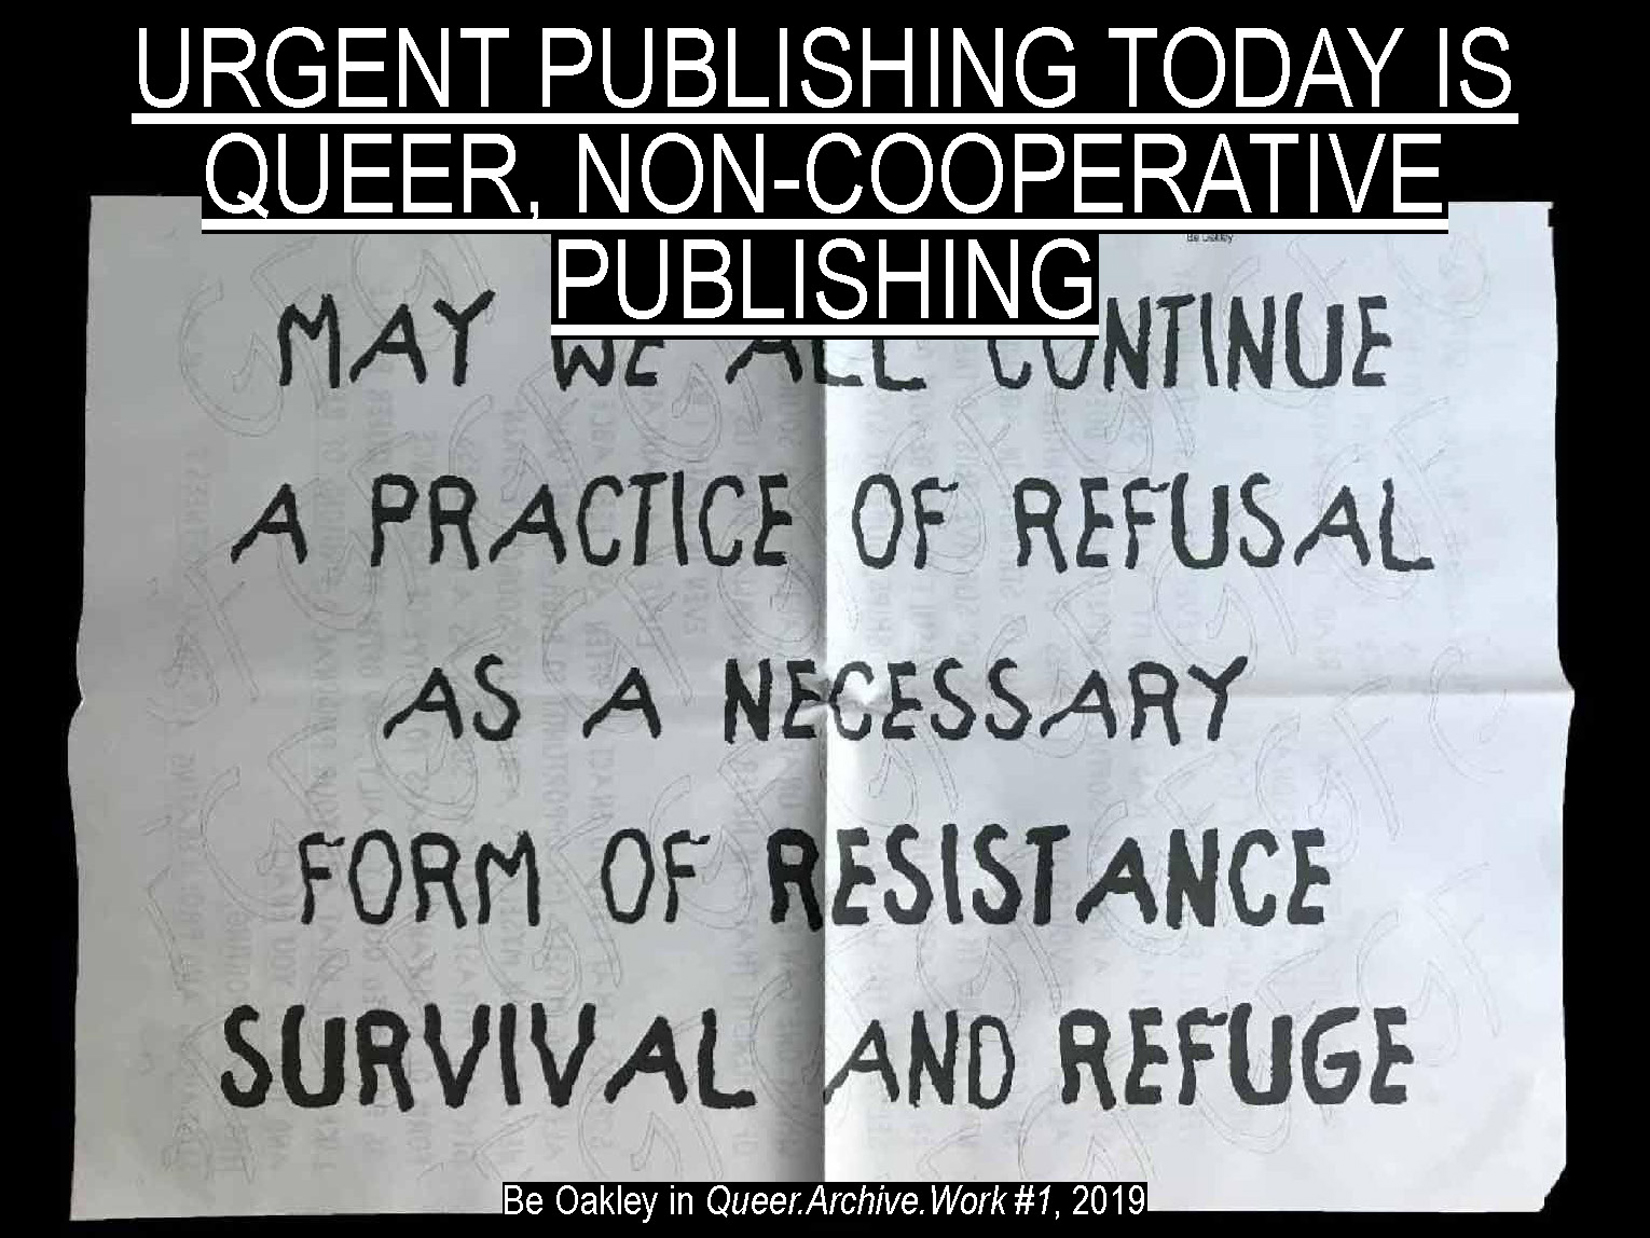 URGENT PUBLISHING TODAY IS
QUEER, NON-COOPERATIVE
PUBLISHING
Be Oakley
MAY WE ALL CONTINUE
A PRACTICE OF REFUSAL
AS A NECESSARY
FORM OF RESISTANCE
SURVIVAL AND REFUGE
Be Oakley in Queer.Archive.Work #1, 2019